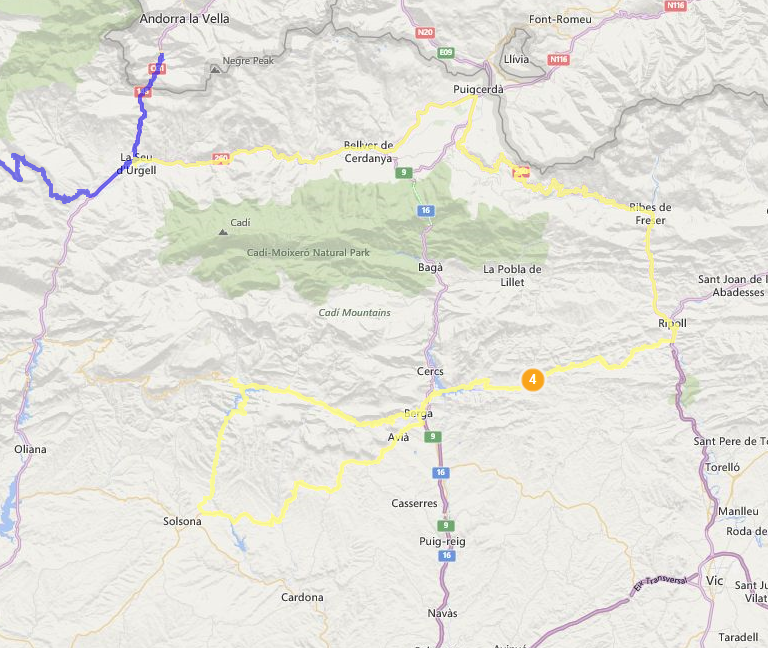 Andorra la Vella
Font-Romeu
N116
N20
E09
Llívia
N116
Negre Peak
Puigcerdà
La Seu
d'Urgell
260
Bellver de
Cerdanya
9
16
Ribes de
Freser
Cadí
Cadí-Moixeró Natural Park
Bagà
La Pobla de
Lillet
Sant Joan de l
Abadesses
Cadí Mountains
Ripoll
Cercs
4
Berga
Avià
9
Oliana
16
Sant Pere de To
Torelló
Casserres
Solsona
Manlleu
9
Roda de
Puig-reig
16
Eix Transversal
Vic
Sant Ju
Vilat
Cardona
Navàs
Taradell